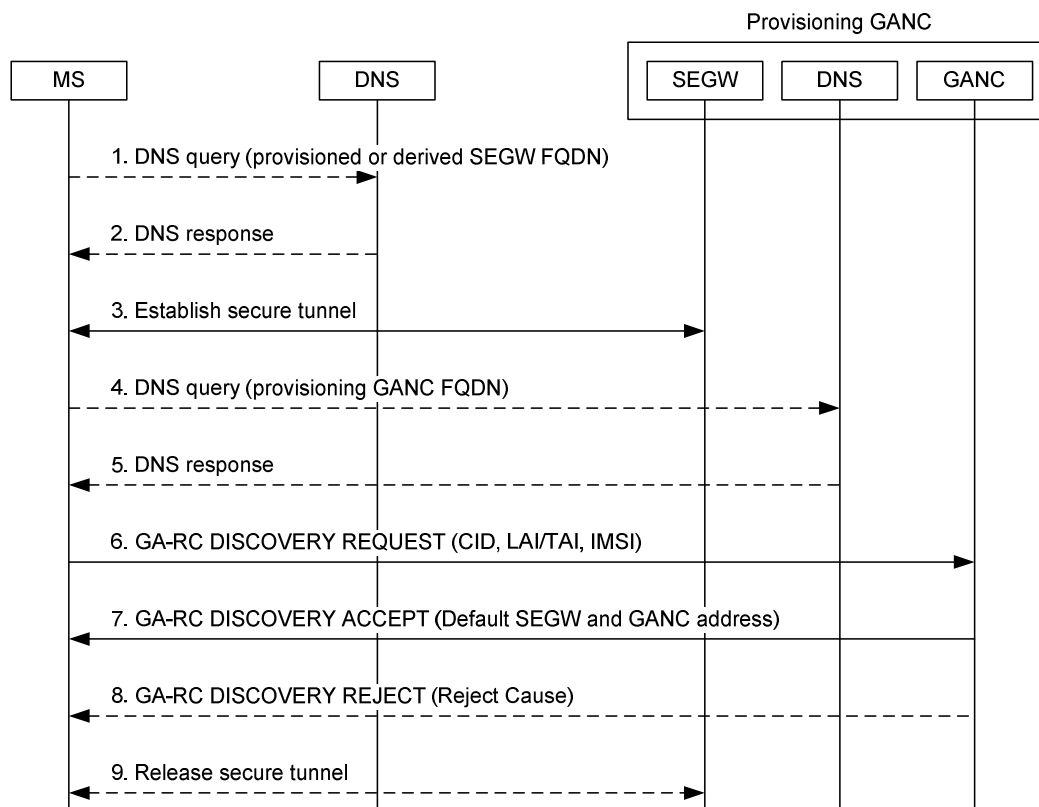 Provisioning GANC
MS
DNS
SEGW
DNS
GANC
1. DNS query (provisioned or derived SEGW FQDN)
2. DNS response
3. Establish secure tunnel
4. DNS query (provisioning GANC FQDN)
5. DNS response
6. GA-RC DISCOVERY REQUEST (CID, LAI/TAI, IMSI)
7. GA-RC DISCOVERY ACCEPT (Default SEGW and GANC address)
8. GA-RC DISCOVERY REJECT (Reject Cause)
9. Release secure tunnel